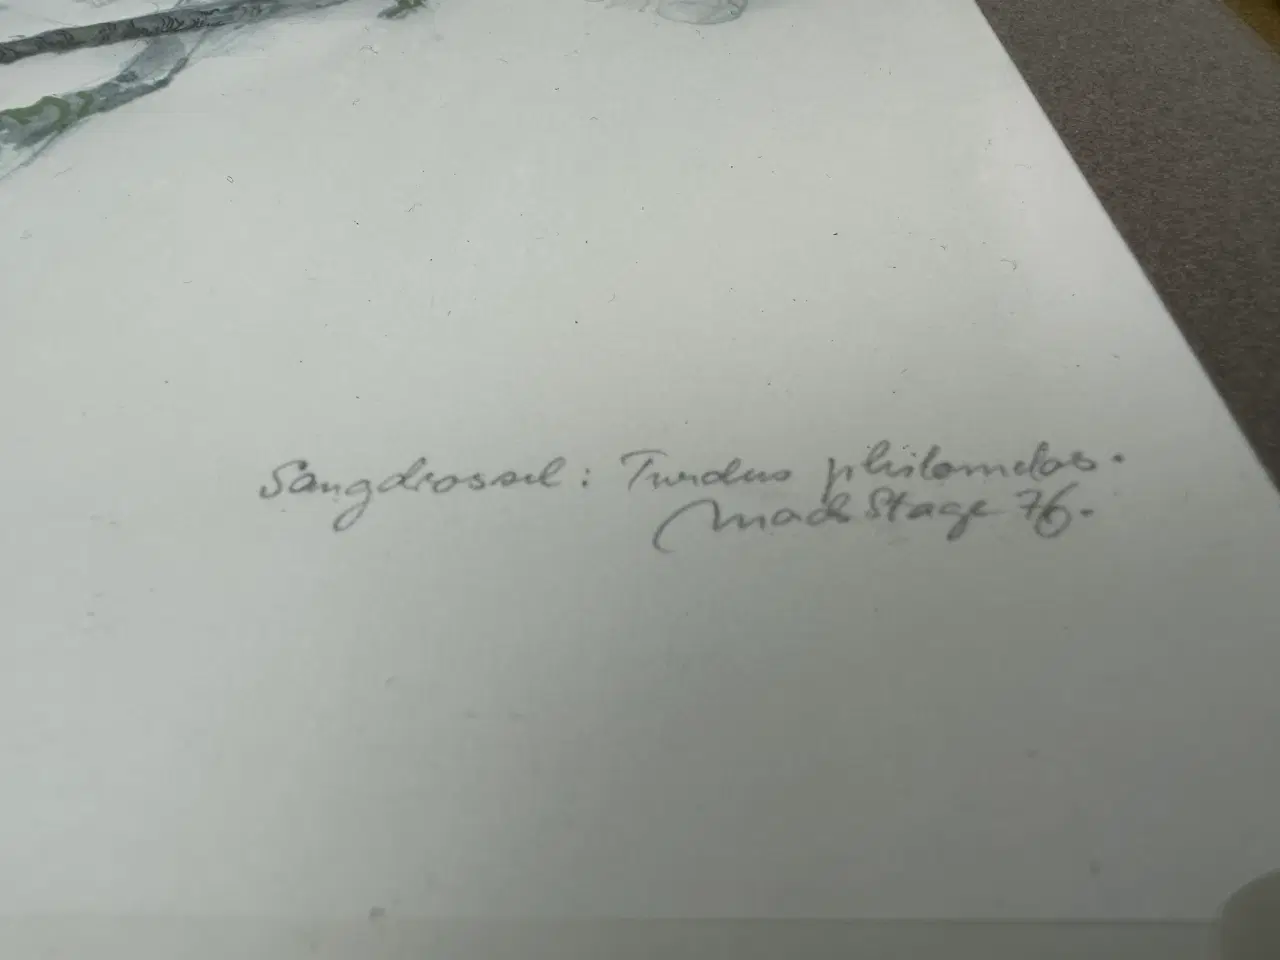 Sangdrossel: Turdus philomelos.
Mads Stage 76.